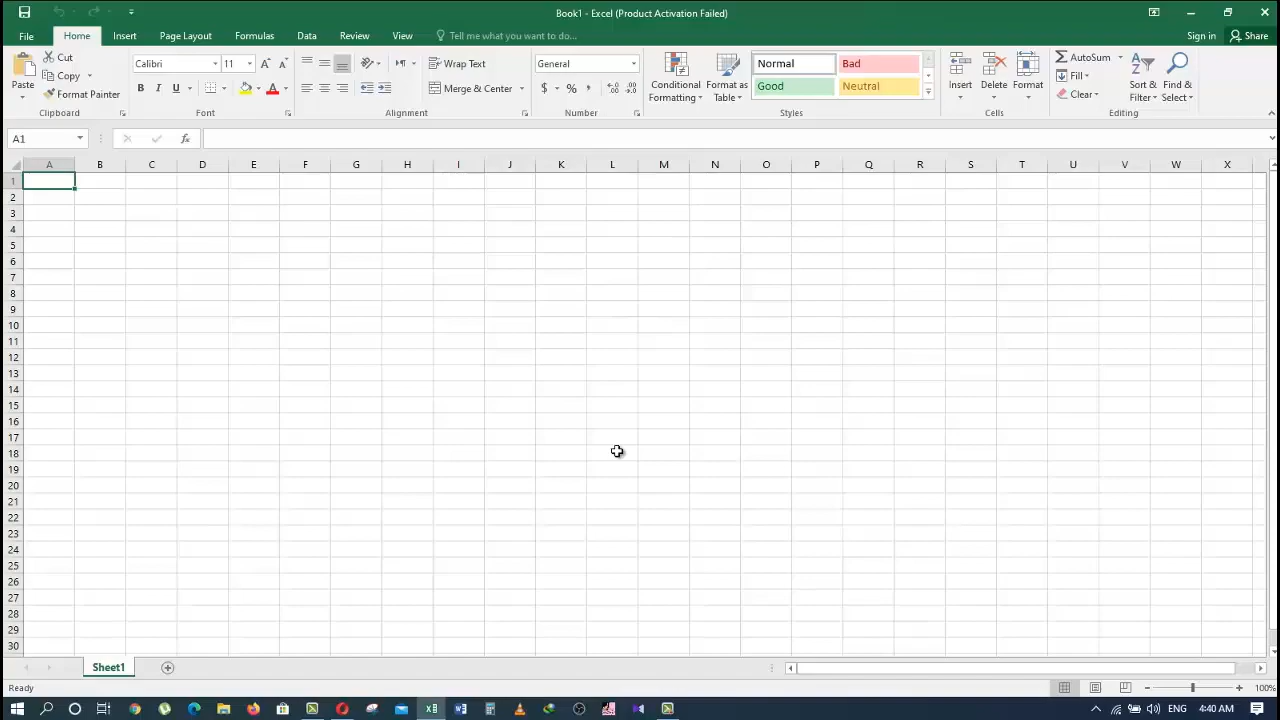 Book1 - Excel (Product Activation Failed)
File Home Insert Page Layout Formulas Data Review View Tell me what you want to do... Sign in Share
Paste Cut Copy Format Painter Clipboard
Calibri 11 B I U A Font
Wrap Text Merge & Center Alignment
General $ % , Number
Conditional Formatting Format as Table Normal Bad Good Neutral Styles
Insert Delete Format Cells
AutoSum Fill Clear Sort & Filter Find & Select Editing
A1 fx
A B C D E F G H I J K L M N O P Q R S T U V W X
1
2
3
4
5
6
7
8
9
10
11
12
13
14
15
16
17
18
19
20
21
22
23
24
25
26
27
28
29
30
Sheet1
Ready 100%
ENG 4:40 AM